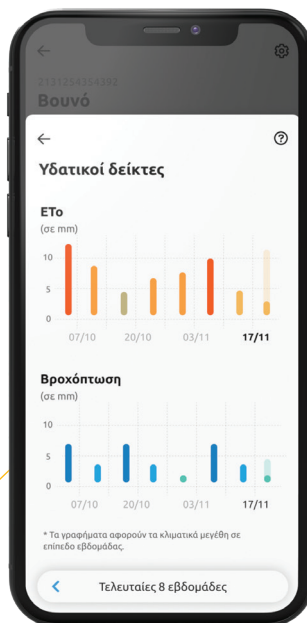 2131254354392
Βουνό
Υδατικοί δείκτες
ETo
(σε mm)
10
5
0
07/10 20/10 03/11 17/11
Βροχόπτωση
(σε mm)
10
5
0
07/10 20/10 03/11 17/11
* Τα γραφήματα αφορούν τα κλιματικά μεγέθη σε
επίπεδο εβδομάδας.
Τελευταίες 8 εβδομάδες